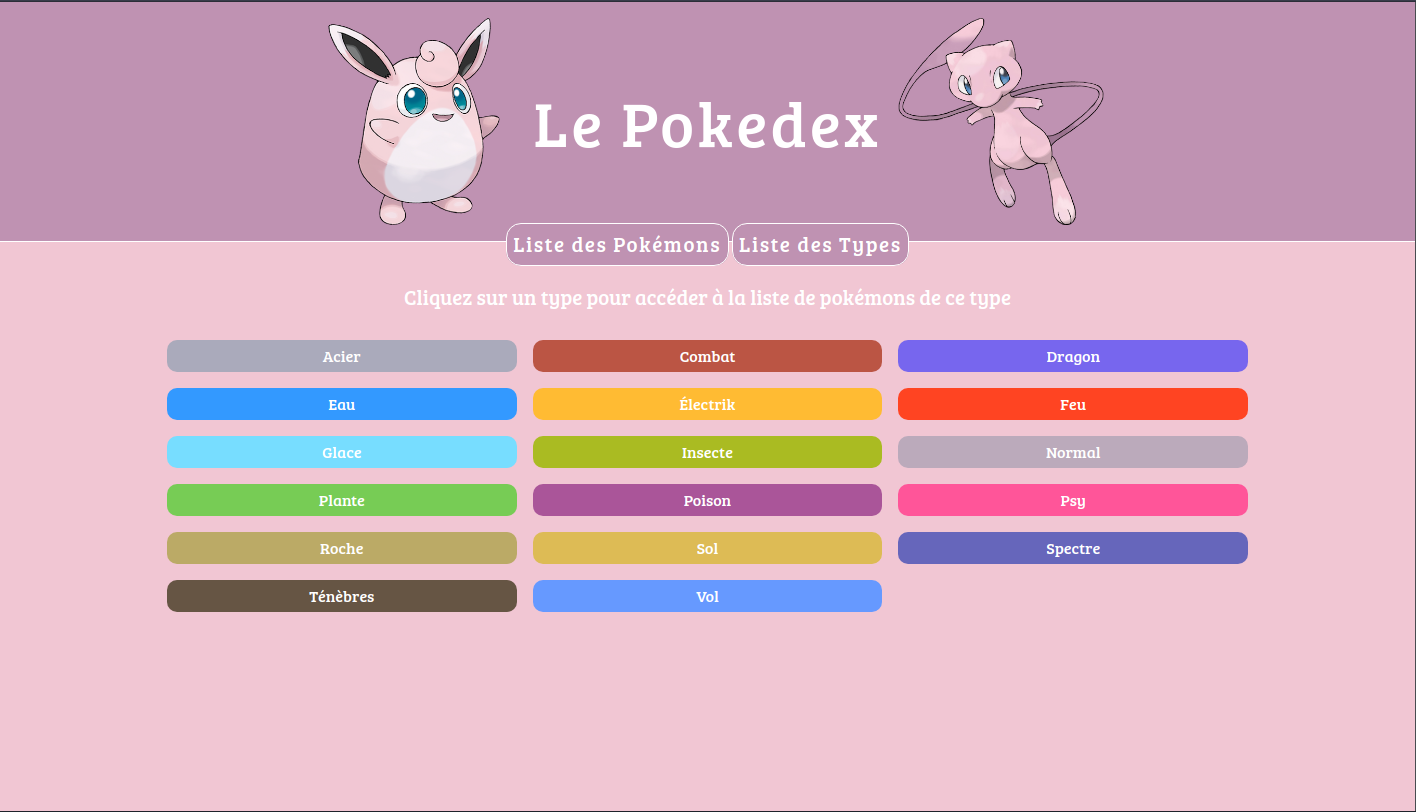 Le Pokedex
Liste des Pokémons Liste des Types
Cliquez sur un type pour accéder à la liste de pokémons de ce type
Acier Combat Dragon
Eau Électrik Feu
Glace Insecte Normal
Plante Poison Psy
Roche Sol Spectre
Ténèbres Vol